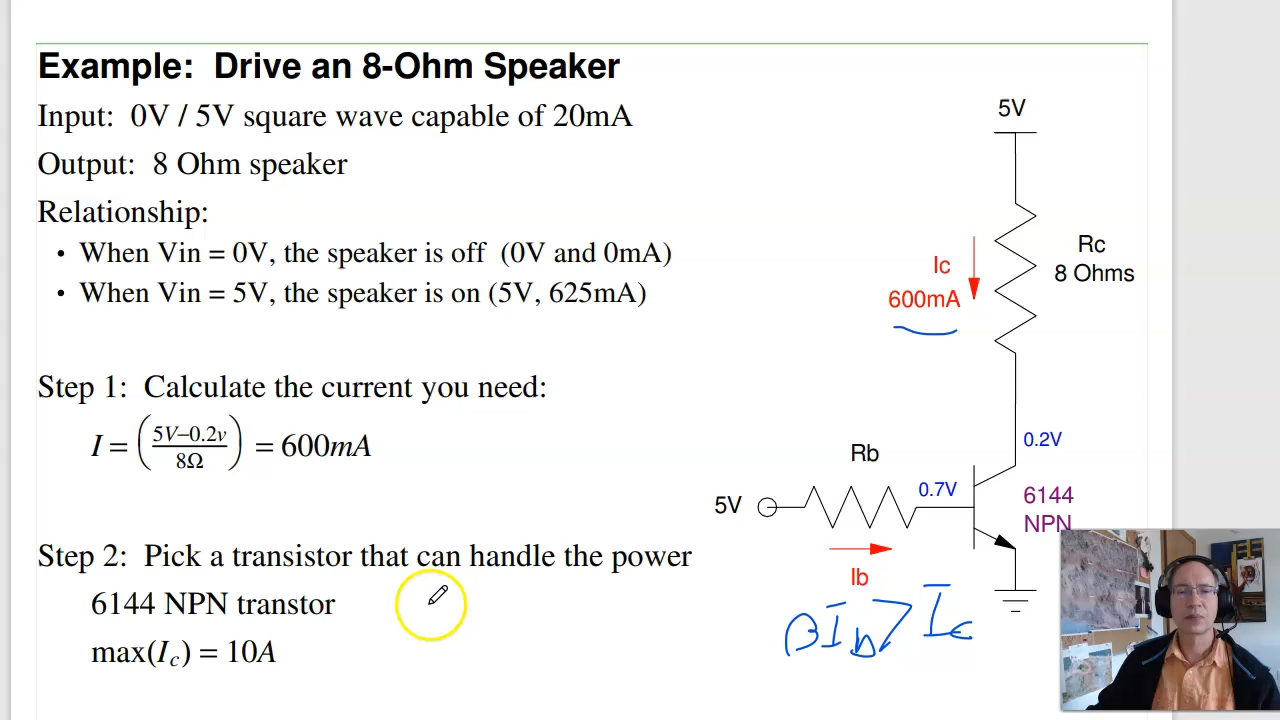 Example: Drive an 8-Ohm Speaker
Input: 0V / 5V square wave capable of 20mA
Output: 8 Ohm speaker
Relationship:
• When Vin = 0V, the speaker is off (0V and 0mA)
• When Vin = 5V, the speaker is on (5V, 625mA)
Step 1: Calculate the current you need:
I = (5V−0.2v / 8Ω) = 600mA
Step 2: Pick a transistor that can handle the power
6144 NPN transtor
max(Ic) = 10A
5V
Rc
8 Ohms
Ic
600mA
0.2V
Rb
0.7V
5V
6144
NPN
Ib
βIb > Ic